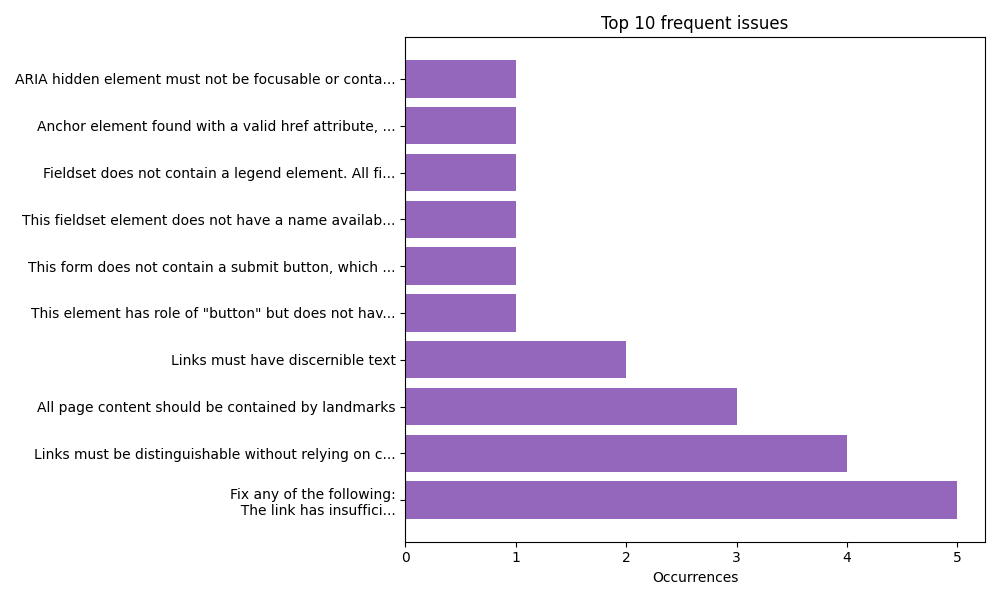 Top 10 frequent issues
ARIA hidden element must not be focusable or conta...
Anchor element found with a valid href attribute, ...
Fieldset does not contain a legend element. All fi...
This fieldset element does not have a name availab...
This form does not contain a submit button, which ...
This element has role of "button" but does not hav...
Links must have discernible text
All page content should be contained by landmarks
Links must be distinguishable without relying on c...
Fix any of the following:
The link has insuffici...
0 1 2 3 4 5
Occurrences